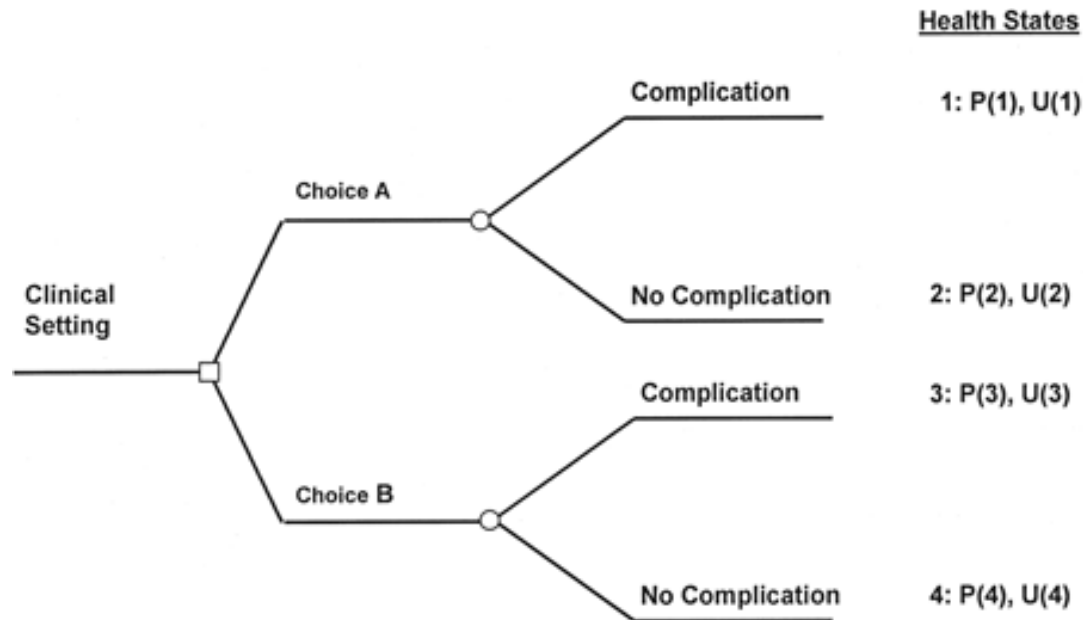 Health States
Complication
1: P(1), U(1)
Choice A
Clinical
Setting
No Complication
2: P(2), U(2)
Complication
3: P(3), U(3)
Choice B
No Complication
4: P(4), U(4)